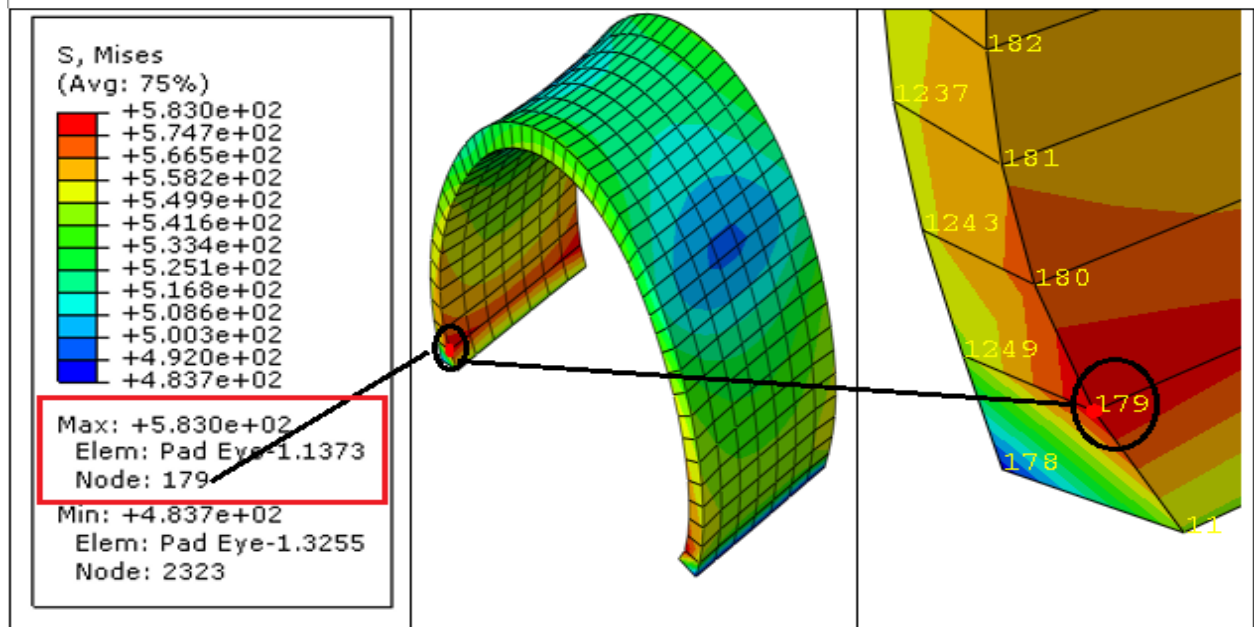 S, Mises
(Avg: 75%)
+5.830e+02
+5.747e+02
+5.665e+02
+5.582e+02
+5.499e+02
+5.416e+02
+5.334e+02
+5.251e+02
+5.168e+02
+5.086e+02
+5.003e+02
+4.920e+02
+4.837e+02
Max: +5.830e+02
Elem: Pad Eye-1.1373
Node: 179
Min: +4.837e+02
Elem: Pad Eye-1.3255
Node: 2323
182
1237
181
1243
180
1249
179
178
11